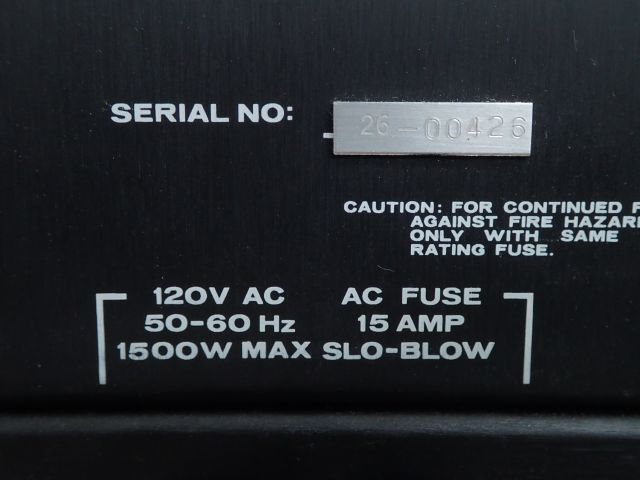 SERIAL NO: 26-00426
CAUTION: FOR CONTINUED
AGAINST FIRE
ONLY WITH SAME
RATING FUSE.
120V AC AC FUSE
50-60 Hz 15 AMP
1500W MAX SLO-BLOW